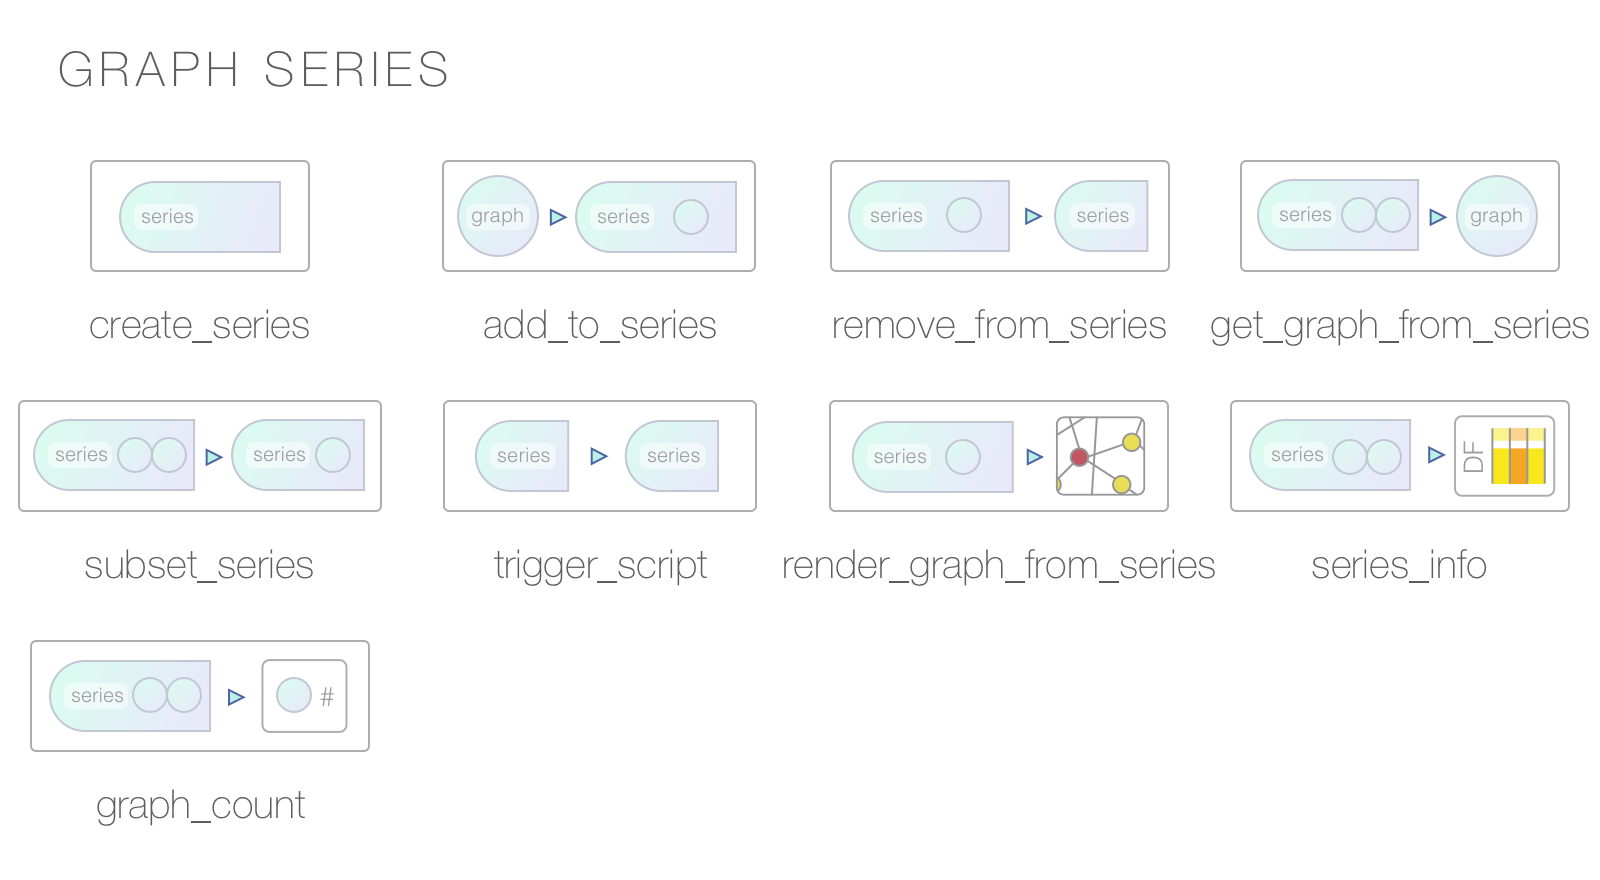 GRAPH SERIES
series
graph series
series series
series graph
create_series
add_to_series
remove_from_series
get_graph_from_series
series series
series series
series
series DF
subset_series
trigger_script
render_graph_from_series
series_info
series #
graph_count